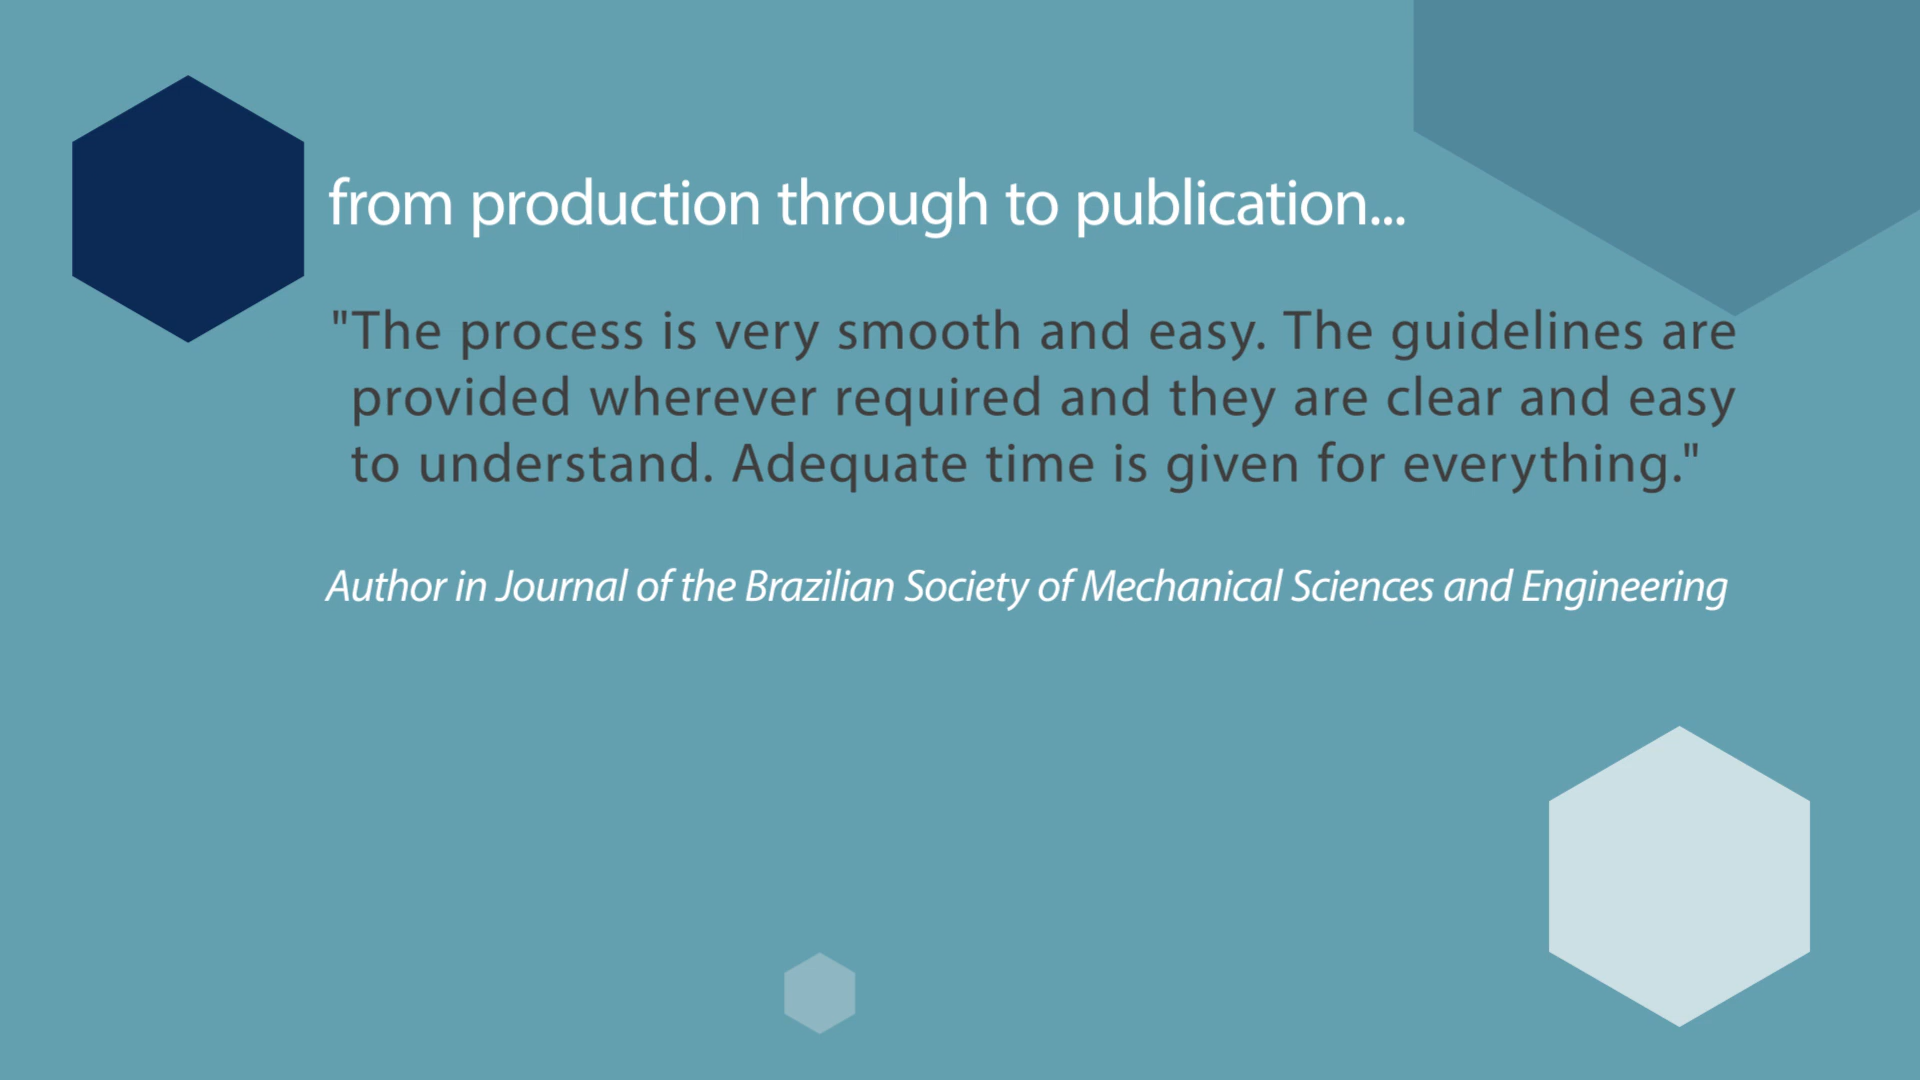 from production through to publication...
"The process is very smooth and easy. The guidelines are
provided wherever required and they are clear and easy
to understand. Adequate time is given for everything."
Author in Journal of the Brazilian Society of Mechanical Sciences and Engineering